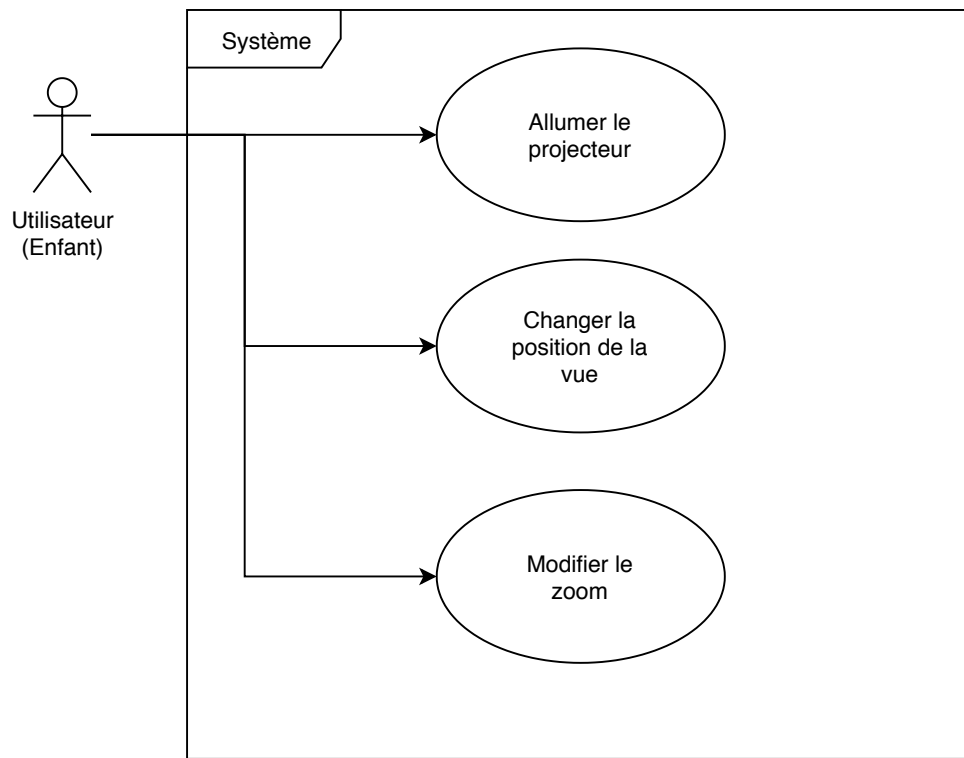 Système
Utilisateur
(Enfant)
Allumer le
projecteur
Changer la
position de la
vue
Modifier le
zoom